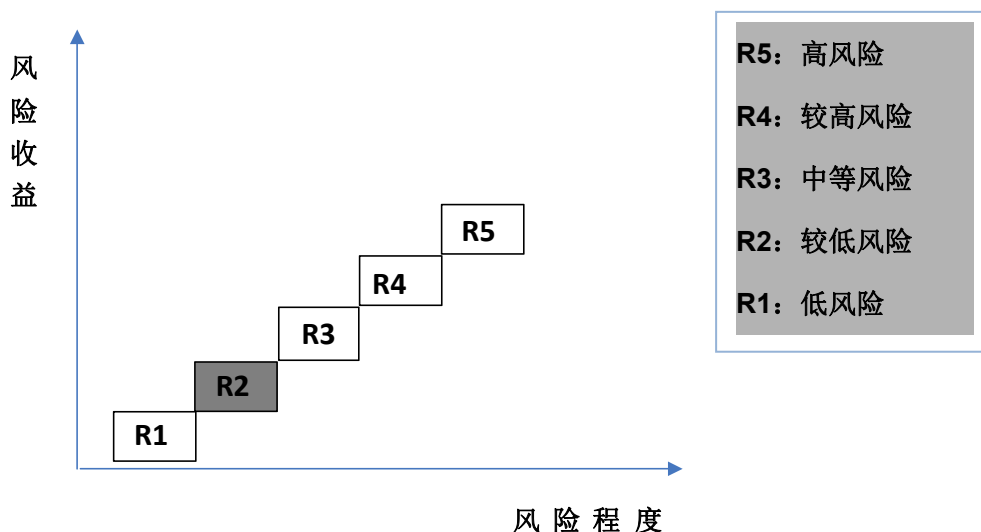 风险收益
R5
R4
R3
R2
R1
风险程度
R5：高风险
R4：较高风险
R3：中等风险
R2：较低风险
R1：低风险